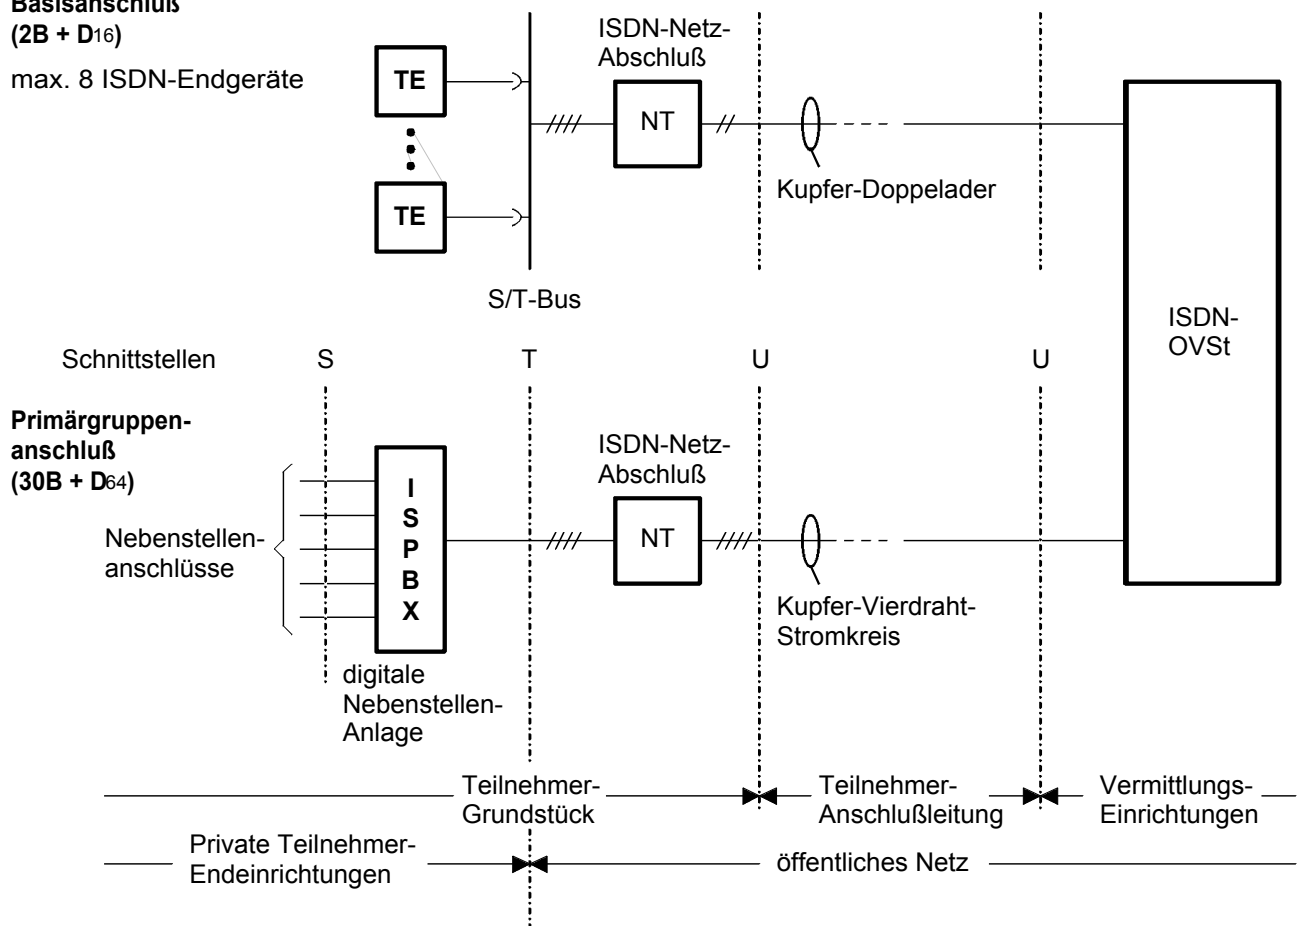 Basisanschluß
(2B + D16)
max. 8 ISDN-Endgeräte
TE
TE
S/T-Bus
ISDN-Netz-
Abschluß
NT
Kupfer-Doppelader
ISDN-
OVSt
Schnittstellen
S
T
U
U
Primärgruppen-
anschluß
(30B + D64)
Nebenstellen-
anschlüsse
I
S
P
B
X
digitale
Nebenstellen-
Anlage
ISDN-Netz-
Abschluß
NT
Kupfer-Vierdraht-
Stromkreis
Teilnehmer-
Grundstück
Teilnehmer-
Anschlußleitung
Vermittlungs-
Einrichtungen
Private Teilnehmer-
Endeinrichtungen
öffentliches Netz